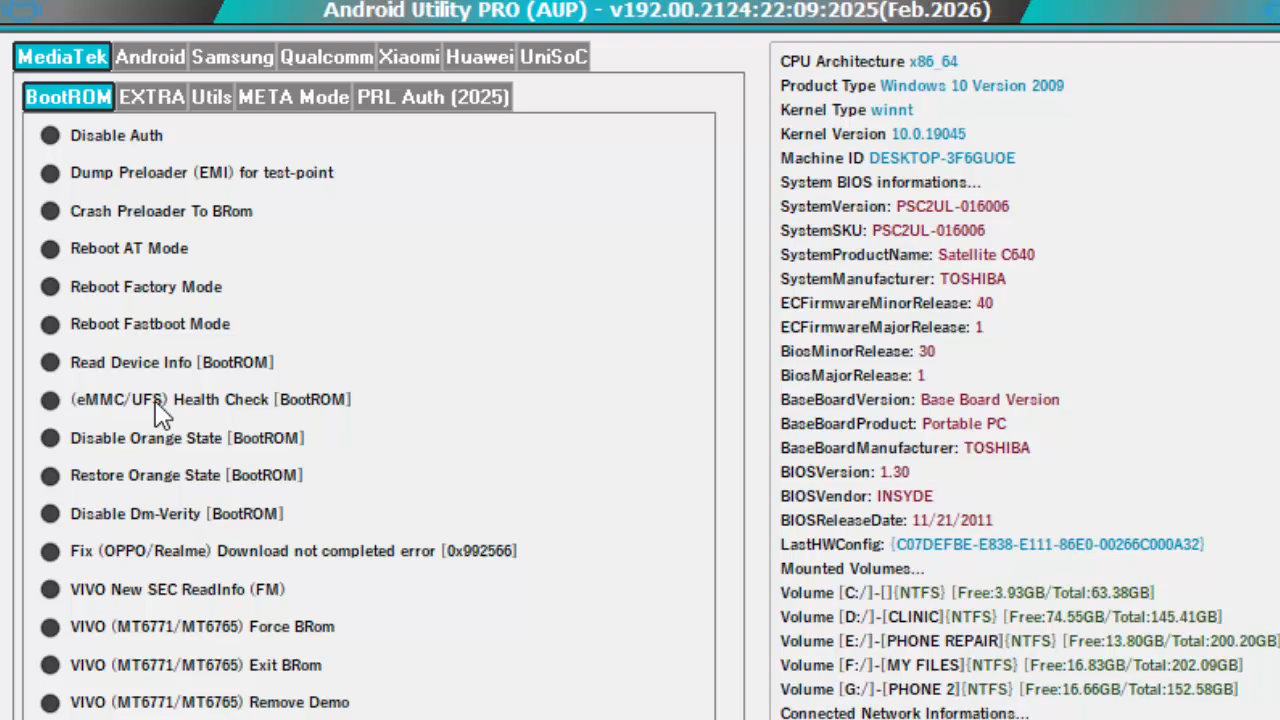 Android Utility PRO (AUP) - v192.00.2124:22:09:2025(Feb.2026)
MediaTek Android Samsung Qualcomm Xiaomi Huawei UniSoC
BootROM EXTRA Utils META Mode PRL Auth (2025)
Disable Auth
Dump Preloader (EMI) for test-point
Crash Preloader To BRom
Reboot AT Mode
Reboot Factory Mode
Reboot Fastboot Mode
Read Device Info [BootROM]
(eMMC/UFS) Health Check [BootROM]
Disable Orange State [BootROM]
Restore Orange State [BootROM]
Disable Dm-Verity [BootROM]
Fix (OPPO/Realme) Download not completed error [0x992566]
VIVO New SEC ReadInfo (FM)
VIVO (MT6771/MT6765) Force BRom
VIVO (MT6771/MT6765) Exit BRom
VIVO (MT6771/MT6765) Remove Demo
CPU Architecture x86_64
Product Type Windows 10 Version 2009
Kernel Type winnt
Kernel Version 10.0.19045
Machine ID DESKTOP-3F6GUOE
System BIOS informations...
SystemVersion: PSC2UL-016006
SystemSKU: PSC2UL-016006
SystemProductName: Satellite C640
SystemManufacturer: TOSHIBA
ECFirmwareMinorRelease: 40
ECFirmwareMajorRelease: 1
BiosMinorRelease: 30
BiosMajorRelease: 1
BaseBoardVersion: Base Board Version
BaseBoardProduct: Portable PC
BaseBoardManufacturer: TOSHIBA
BIOSVersion: 1.30
BIOSVendor: INSYDE
BIOSReleaseDate: 11/21/2011
LastHWConfig: {C07DEFBE-E838-E111-86E0-00266C000A32}
Mounted Volumes...
Volume [C:/]-[]{NTFS} [Free:3.93GB/Total:63.38GB]
Volume [D:/]-[CLINIC]{NTFS} [Free:74.55GB/Total:145.41GB]
Volume [E:/]-[PHONE REPAIR]{NTFS} [Free:13.80GB/Total:200.20GB]
Volume [F:/]-[MY FILES]{NTFS} [Free:16.83GB/Total:202.09GB]
Volume [G:/]-[PHONE 2]{NTFS} [Free:16.66GB/Total:152.58GB]
Connected Network Informations...